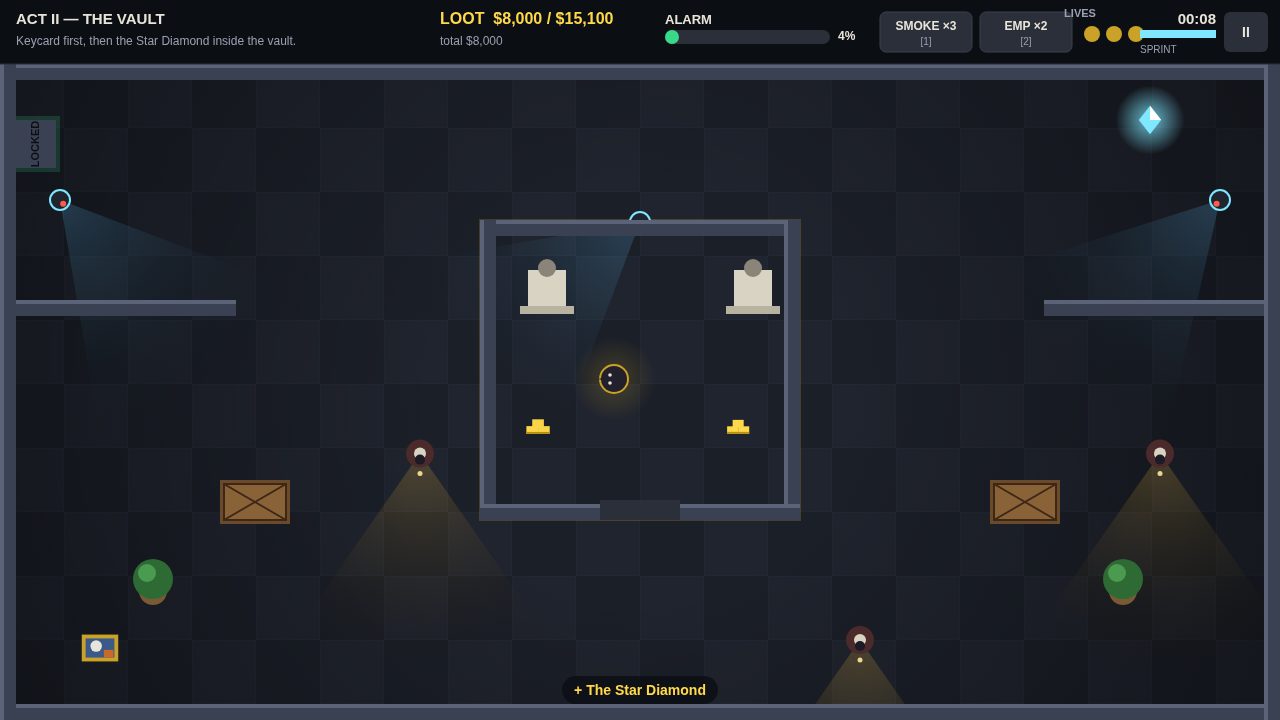 ACT II — THE VAULT
Keycard first, then the Star Diamond inside the vault.
LOOT $8,000 / $15,100
total $8,000
ALARM
4%
SMOKE ×3
[1]
EMP ×2
[2]
LIVES
00:08
SPRINT
II
LOCKED
+ The Star Diamond